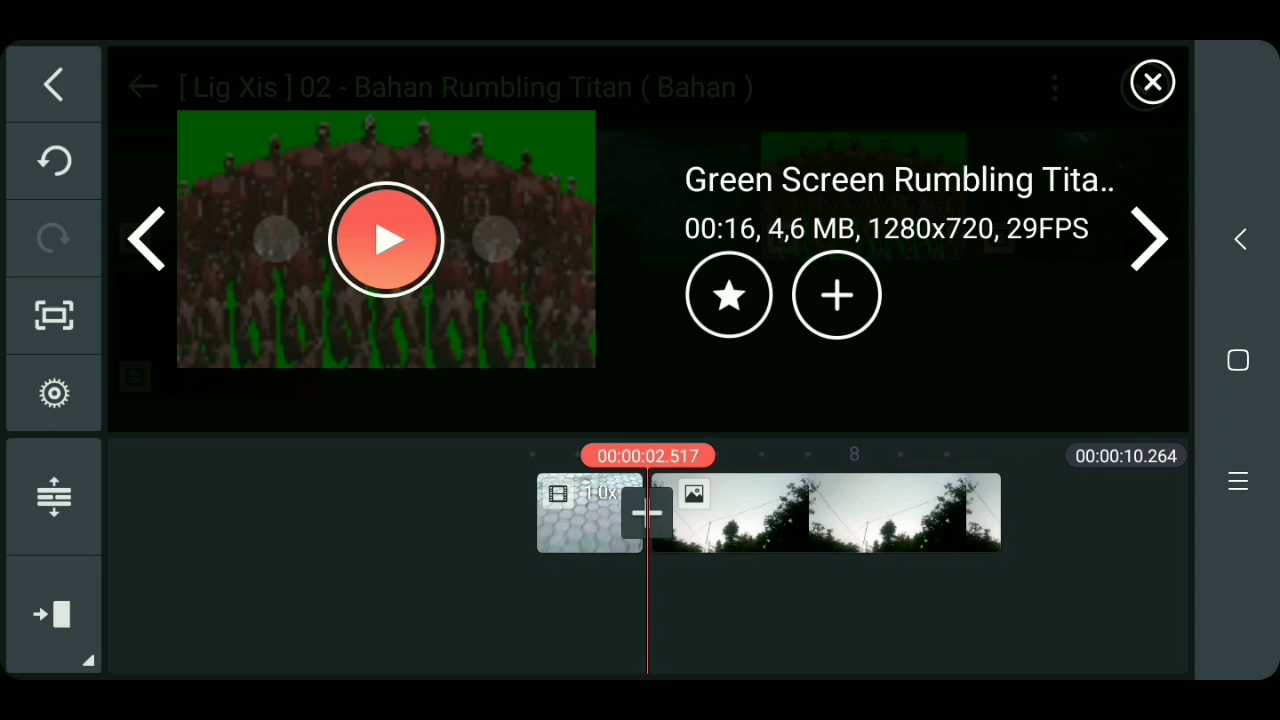 [ Lig Xis ] 02 - Bahan Rumbling Titan ( Bahan )
Green Screen Rumbling Tita..
00:16, 4,6 MB, 1280x720, 29FPS
00:00:02.517
8
00:00:10.264
1.0x